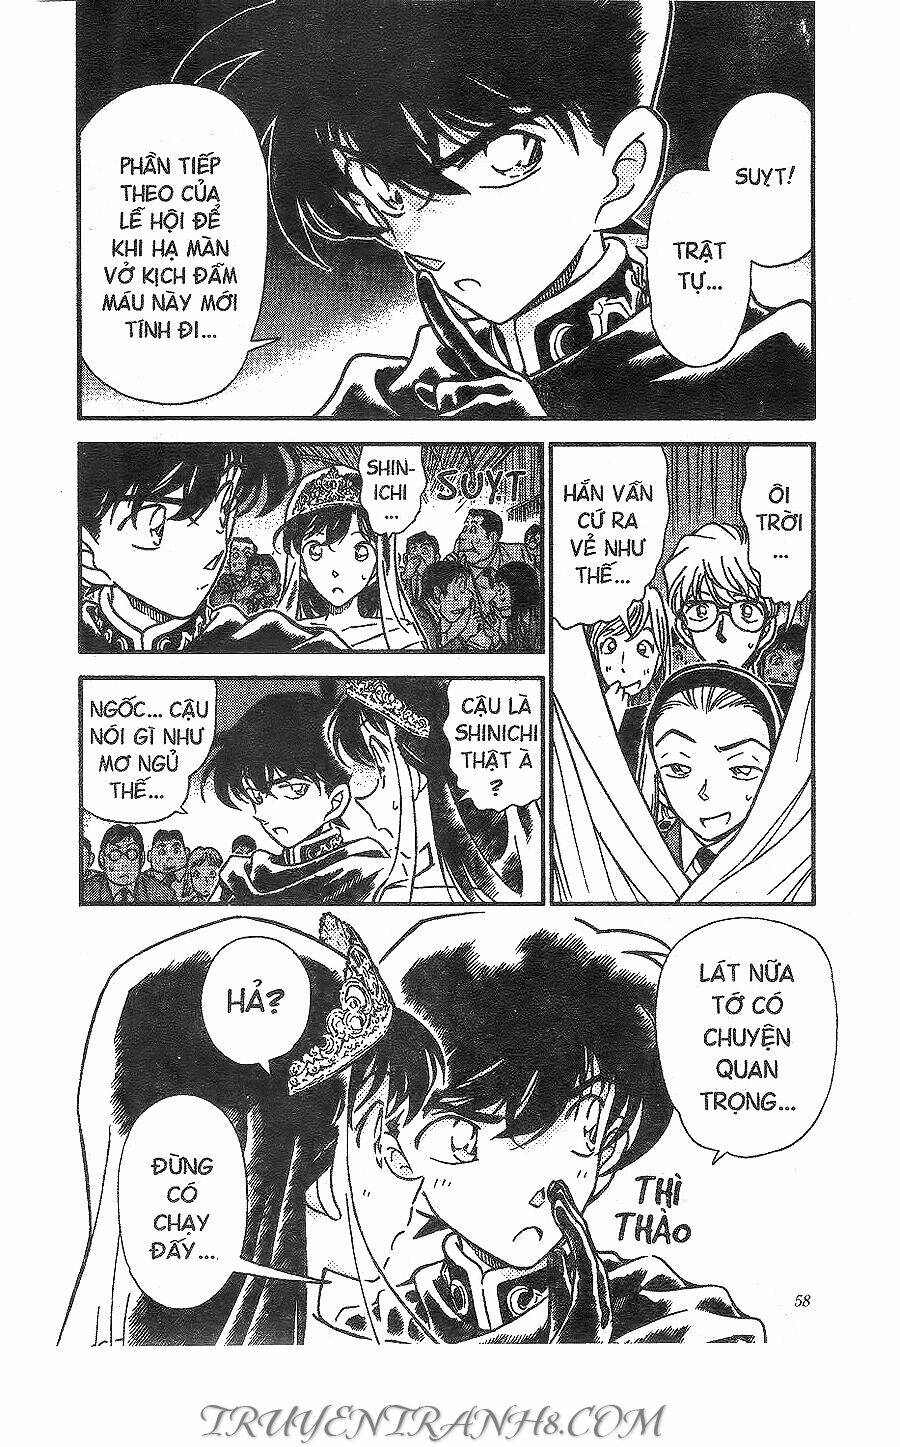 SUỴT!
TRẬT
TỰ...
PHẦN TIẾP
THEO CỦA
LỄ HỘI ĐỂ
KHI HẠ MÀN
VỞ KỊCH ĐẪM
MÁU NÀY MỚI
TÍNH ĐI...
ÔI
TRỜI
...
HẮN VẪN
CỨ RA
VẺ NHƯ
THẾ...
SUỴT
SHIN-
ICHI
...
CẬU LÀ
SHINICHI
THẬT À
?
NGỐC... CẬU
NÓI GÌ NHƯ
MƠ NGỦ
THẾ...
LÁT NỮA
TỚ CÓ
CHUYỆN
QUAN
TRỌNG...
HẢ?
THÌ
THÀO
ĐỪNG
CÓ
CHẠY
ĐẤY...
58
TRUYENTRANH8.COM